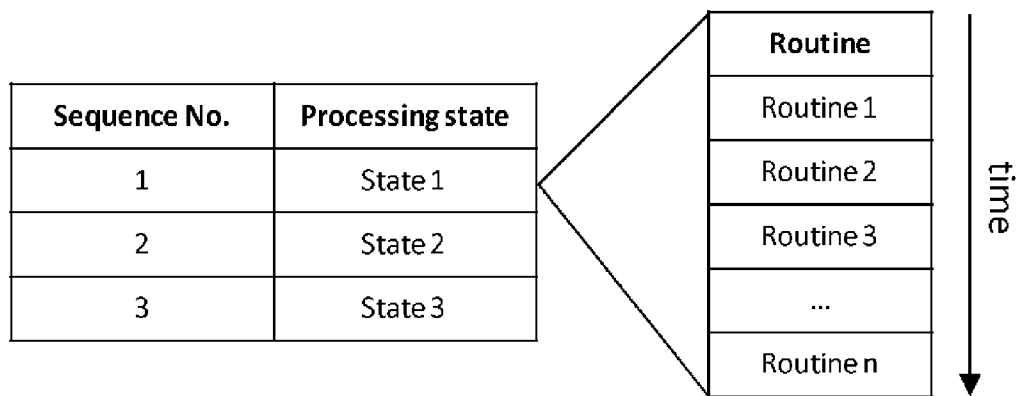 Sequence No. Processing state
1 State 1
2 State 2
3 State 3
Routine
Routine 1
Routine 2
Routine 3
...
Routine n
time